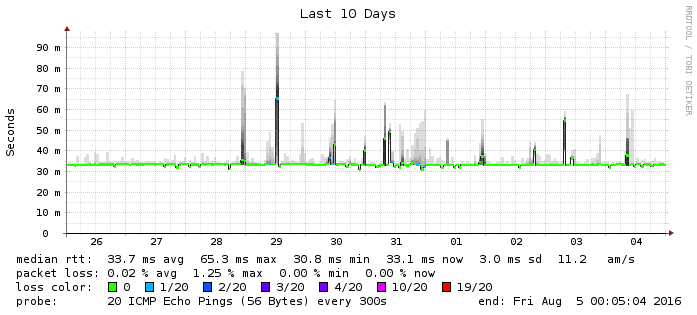 Last 10 Days
RRDTOOL / TOBI OETIKER
Seconds
90 m
80 m
70 m
60 m
50 m
40 m
30 m
20 m
10 m
0
26 27 28 29 30 31 01 02 03 04
median rtt: 33.7 ms avg 65.3 ms max 30.8 ms min 33.1 ms now 3.0 ms sd 11.2 am/s
packet loss: 0.02 % avg 1.25 % max 0.00 % min 0.00 % now
loss color: 0 1/20 2/20 3/20 4/20 10/20 19/20
probe: 20 ICMP Echo Pings (56 Bytes) every 300s end: Fri Aug 5 00:05:04 2016